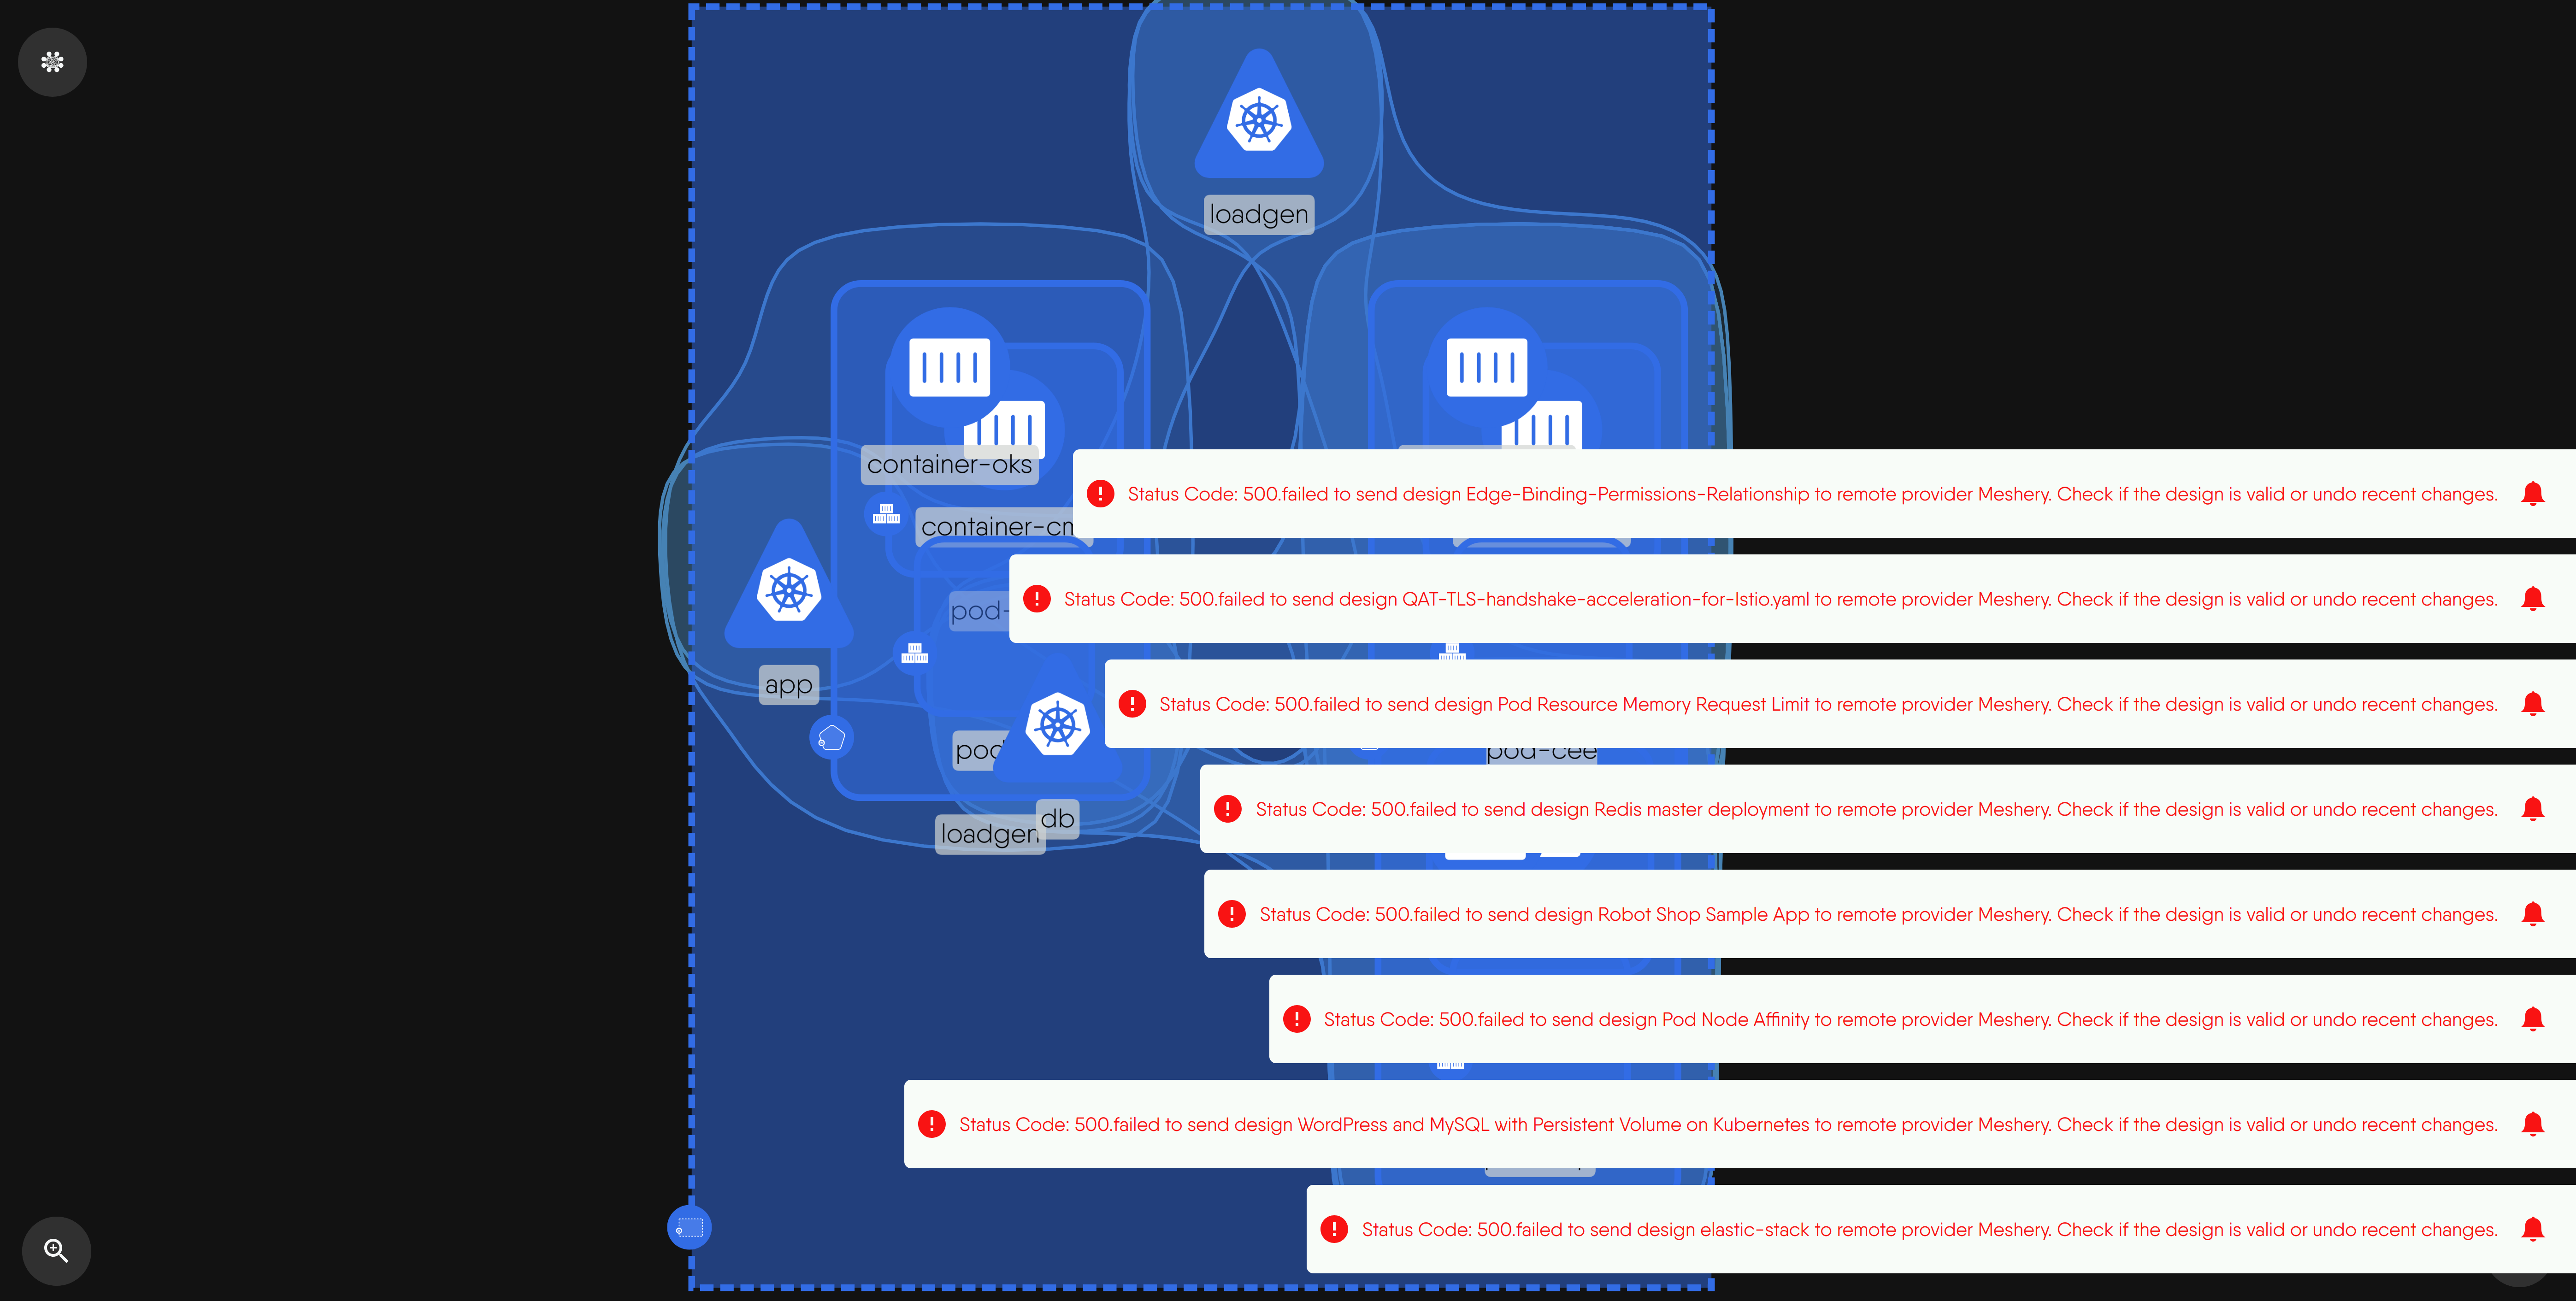 loadgen
container-oks
container-cm
Status Code: 500.failed to send design Edge-Binding-Permissions-Relationship to remote provider Meshery. Check if the design is valid or undo recent changes.
Status Code: 500.failed to send design QAT-TLS-handshake-acceleration-for-Istio.yaml to remote provider Meshery. Check if the design is valid or undo recent changes.
pod-
app
Status Code: 500.failed to send design Pod Resource Memory Request Limit to remote provider Meshery. Check if the design is valid or undo recent changes.
pod
pod-cee
db
loadgen
Status Code: 500.failed to send design Redis master deployment to remote provider Meshery. Check if the design is valid or undo recent changes.
Status Code: 500.failed to send design Robot Shop Sample App to remote provider Meshery. Check if the design is valid or undo recent changes.
Status Code: 500.failed to send design Pod Node Affinity to remote provider Meshery. Check if the design is valid or undo recent changes.
Status Code: 500.failed to send design WordPress and MySQL with Persistent Volume on Kubernetes to remote provider Meshery. Check if the design is valid or undo recent changes.
Status Code: 500.failed to send design elastic-stack to remote provider Meshery. Check if the design is valid or undo recent changes.